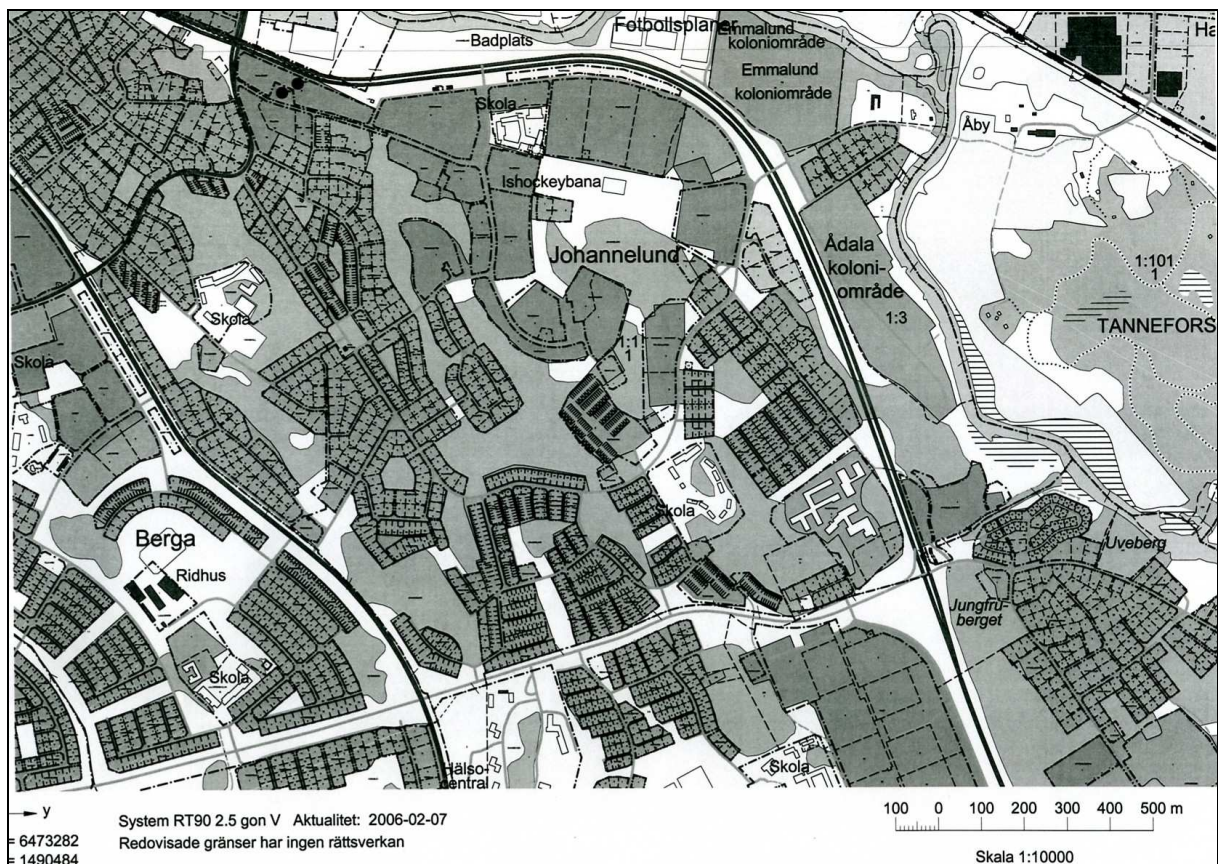 Badplats
Fotbollsplaner
Emmalund
koloniområde
Emmalund
koloniområde
Ha
Skola
Åby
Ishockeybana
Johannelund
Ådala
koloni-
område
1:3
1:101
1
TANNEFORS
Skola
Skola
1:11
1
Skola
Berga
Ridhus
Uveberg
Jungfru-
berget
Skola
Hälso-
central
Skola
y
System RT90 2.5 gon V Aktualitet: 2006-02-07
Redovisade gränser har ingen rättsverkan
= 6473282
= 1490484
100 0 100 200 300 400 500 m
Skala 1:10000